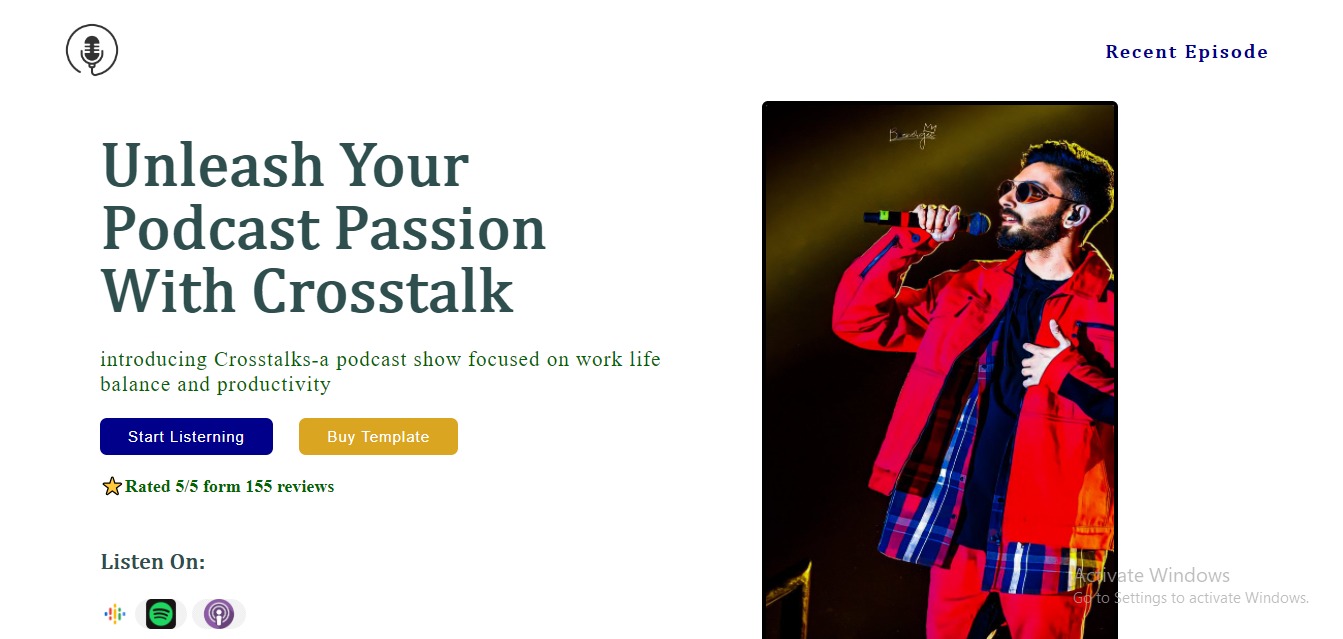 Recent Episode
Unleash Your
Podcast Passion
With Crosstalk
introducing Crosstalks-a podcast show focused on work life
balance and productivity
Start Listerning
Buy Template
Rated 5/5 form 155 reviews
Listen On:
Activate Windows
Go to Settings to activate Windows.